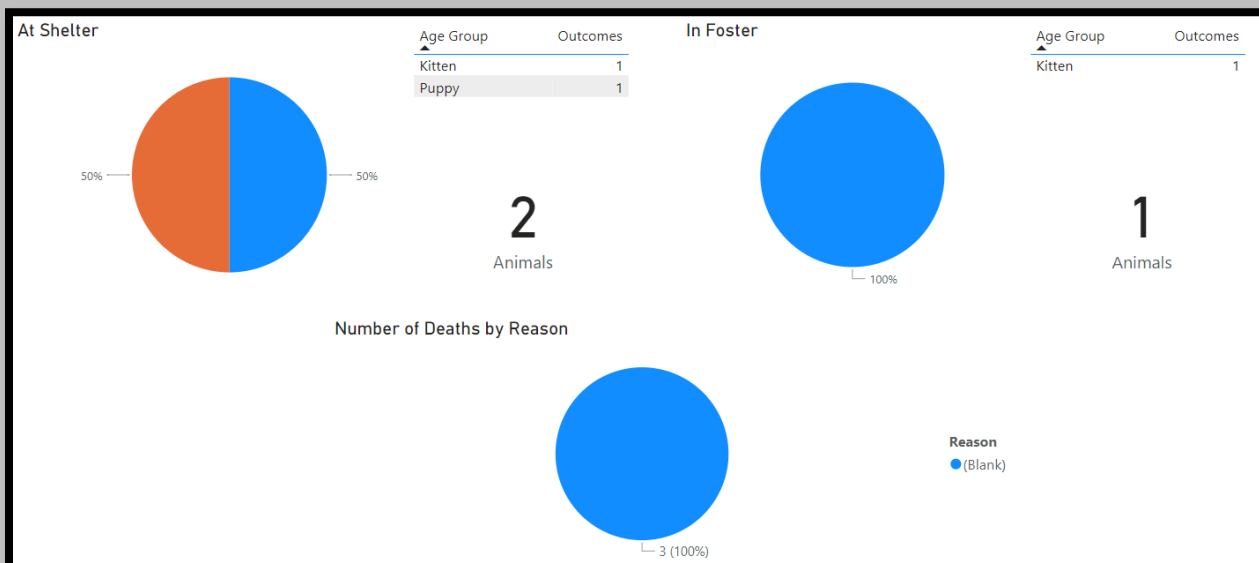 At Shelter
Age Group Outcomes
Kitten 1
Puppy 1
50%
50%
2
Animals
In Foster
Age Group Outcomes
Kitten 1
100%
1
Animals
Number of Deaths by Reason
3 (100%)
Reason
(Blank)